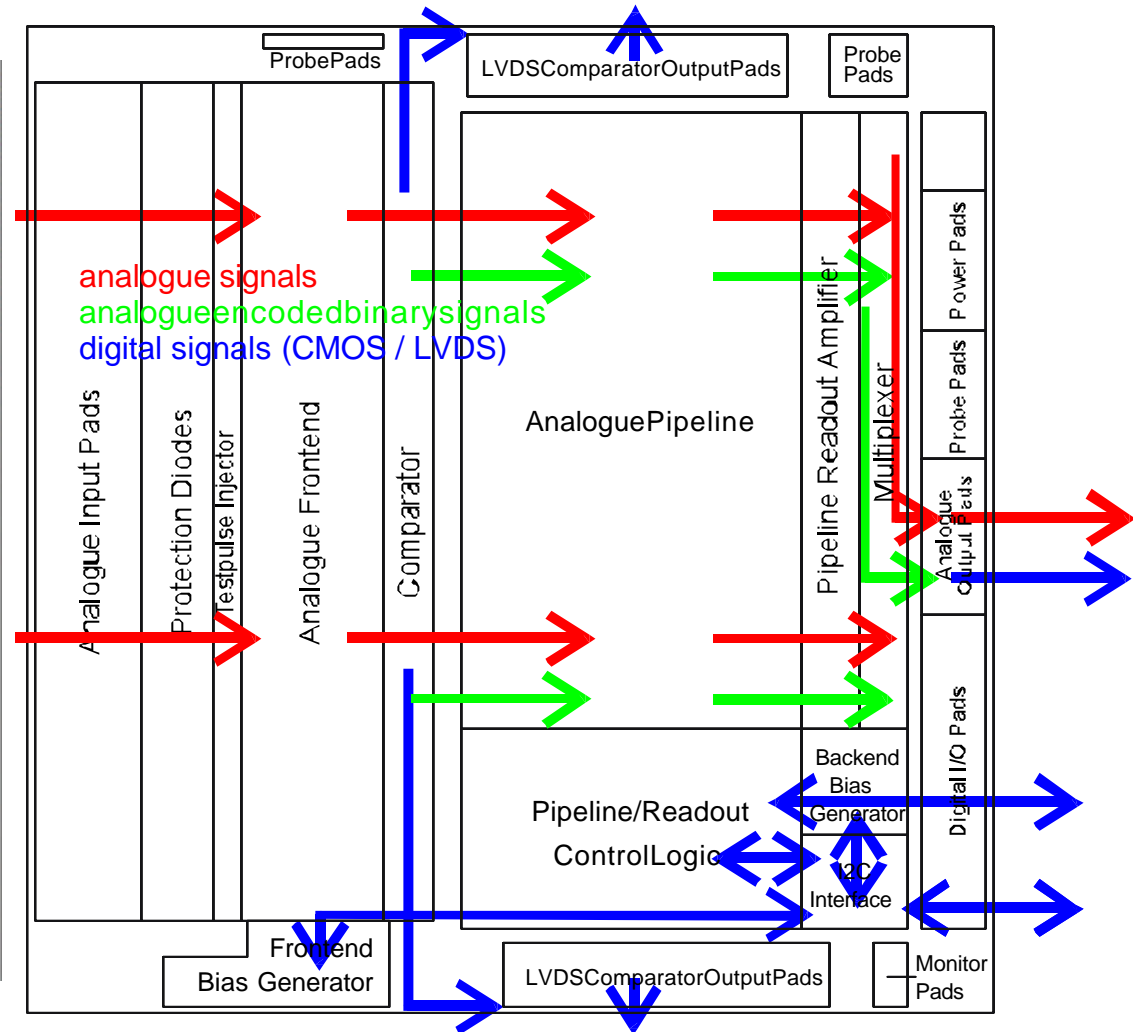 ProbePads
LVDSComparatorOutputPads
Probe
Pads
analogue signals
analogueencodedbinarysignals
digital signals (CMOS / LVDS)
Analogue Input Pads
Protection Diodes
Testpulse Injector
Analogue Frontend
Comparator
AnaloguePipeline
Pipeline Readout Amplifier
Multiplexer
Power Pads
Probe Pads
Analogue
Output Pads
Digital I/O Pads
Pipeline/Readout
ControlLogic
Backend
Bias
Generator
I2C
Interface
Frontend
Bias Generator
LVDSComparatorOutputPads
Monitor
Pads